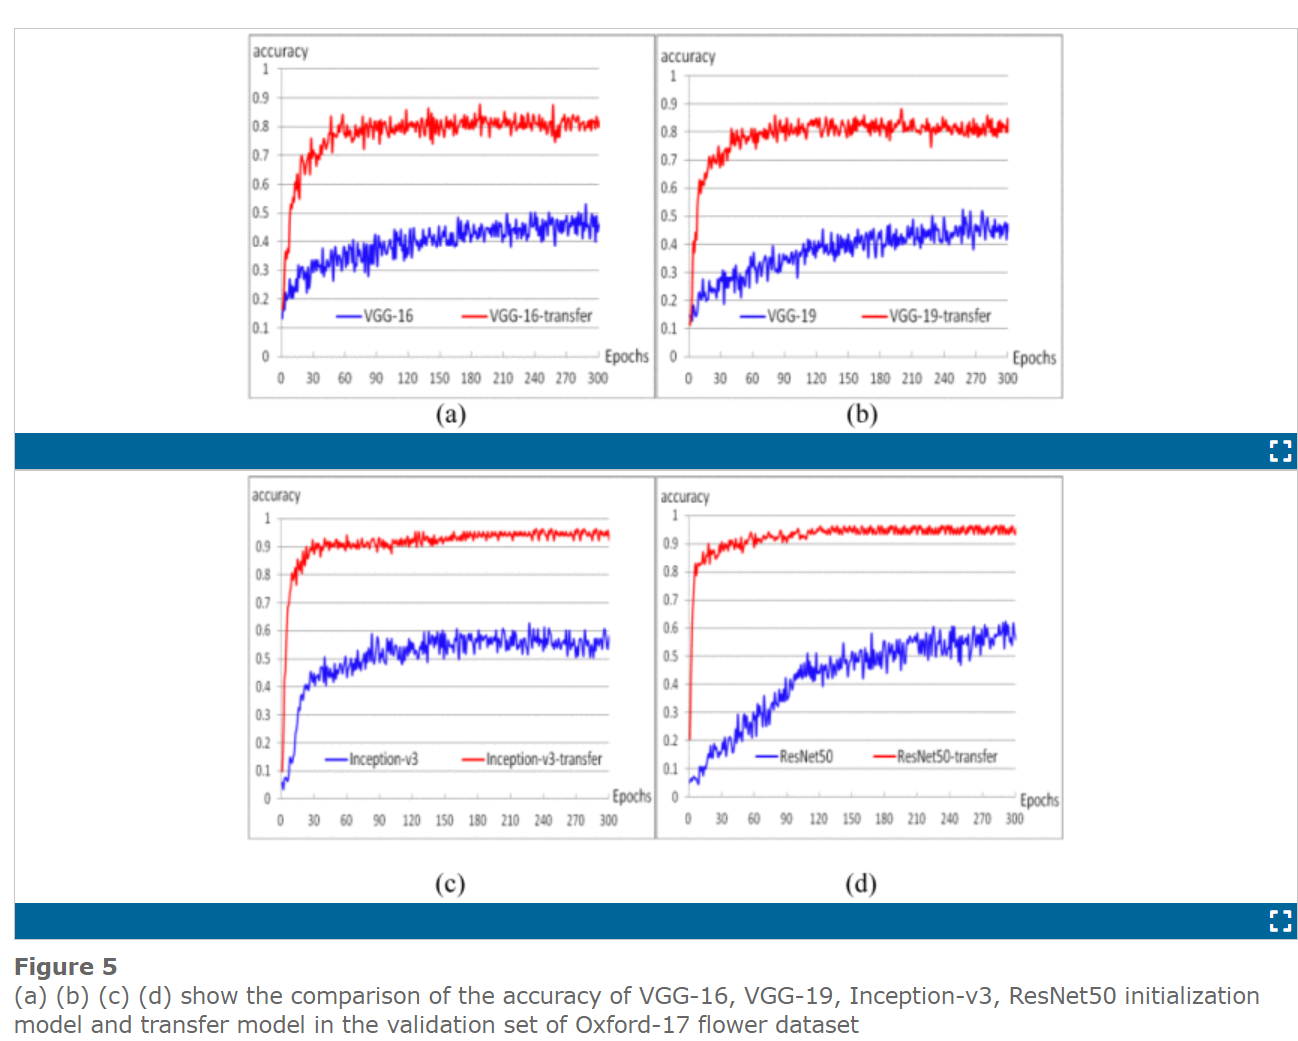 accuracy
1
0.9
0.8
0.7
0.6
0.5
0.4
0.3
0.2
0.1
0
VGG-16 VGG-16-transfer
Epochs
0 30 60 90 120 150 180 210 240 270 300
(a)
accuracy
1
0.9
0.8
0.7
0.6
0.5
0.4
0.3
0.2
0.1
0
VGG-19 VGG-19-transfer
Epochs
0 30 60 90 120 150 180 210 240 270 300
(b)
accuracy
1
0.9
0.8
0.7
0.6
0.5
0.4
0.3
0.2
0.1
0
Inception-v3 Inception-v3-transfer
Epochs
0 30 60 90 120 150 180 210 240 270 300
(c)
accuracy
1
0.9
0.8
0.7
0.6
0.5
0.4
0.3
0.2
0.1
0
ResNet50 ResNet50-transfer
Epochs
0 30 60 90 120 150 180 210 240 270 300
(d)
Figure 5
(a) (b) (c) (d) show the comparison of the accuracy of VGG-16, VGG-19, Inception-v3, ResNet50 initialization
model and transfer model in the validation set of Oxford-17 flower dataset